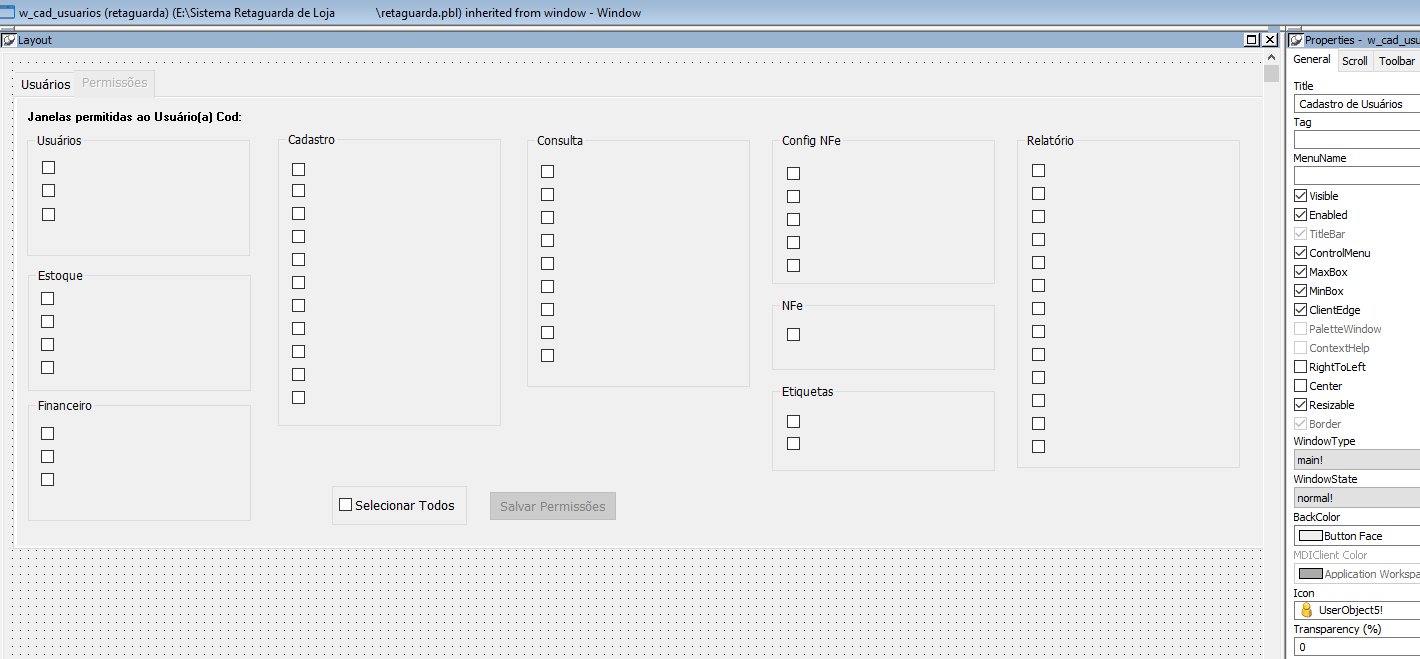 w_cad_usuarios (retaguarda) (E:\Sistema Retaguarda de Loja \retaguarda.pbl) inherited from window - Window
Layout
Usuários Permissões
Janelas permitidas ao Usuário(a) Cod:
Usuários
Cadastro
Consulta
Config NFe
Relatório
Estoque
NFe
Etiquetas
Financeiro
Selecionar Todos
Salvar Permissões
Properties - w_cad_usu
General Scroll Toolbar
Title
Cadastro de Usuários
Tag
MenuName
Visible
Enabled
TitleBar
ControlMenu
MaxBox
MinBox
ClientEdge
PaletteWindow
ContextHelp
RightToLeft
Center
Resizable
Border
WindowType
main!
WindowState
normal!
BackColor
Button Face
MDIClient Color
Application Workspa
Icon
UserObject5!
Transparency (%)
0